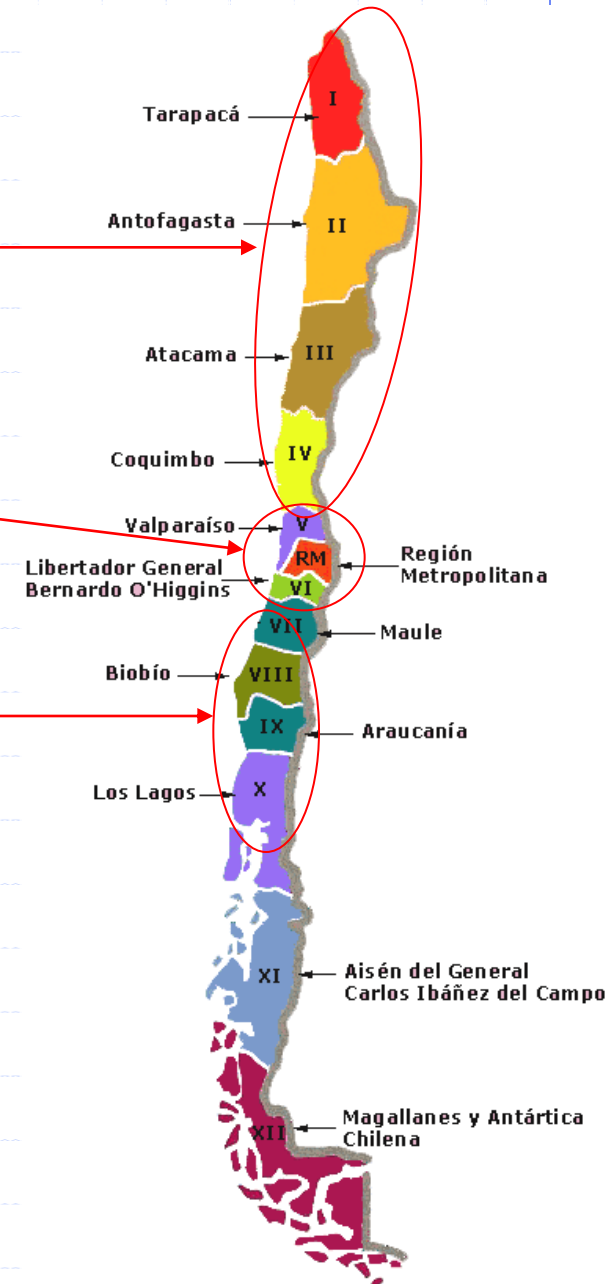 I
Tarapacá
Antofagasta
II
Atacama
III
Coquimbo
IV
Valparaíso
V
RM
Región
Metropolitana
Libertador General
Bernardo O'Higgins
VI
VII
Maule
Biobío
VIII
IX
Araucanía
Los Lagos
X
XI
Aisén del General
Carlos Ibáñez del Campo
Magallanes y Antártica
Chilena
XII